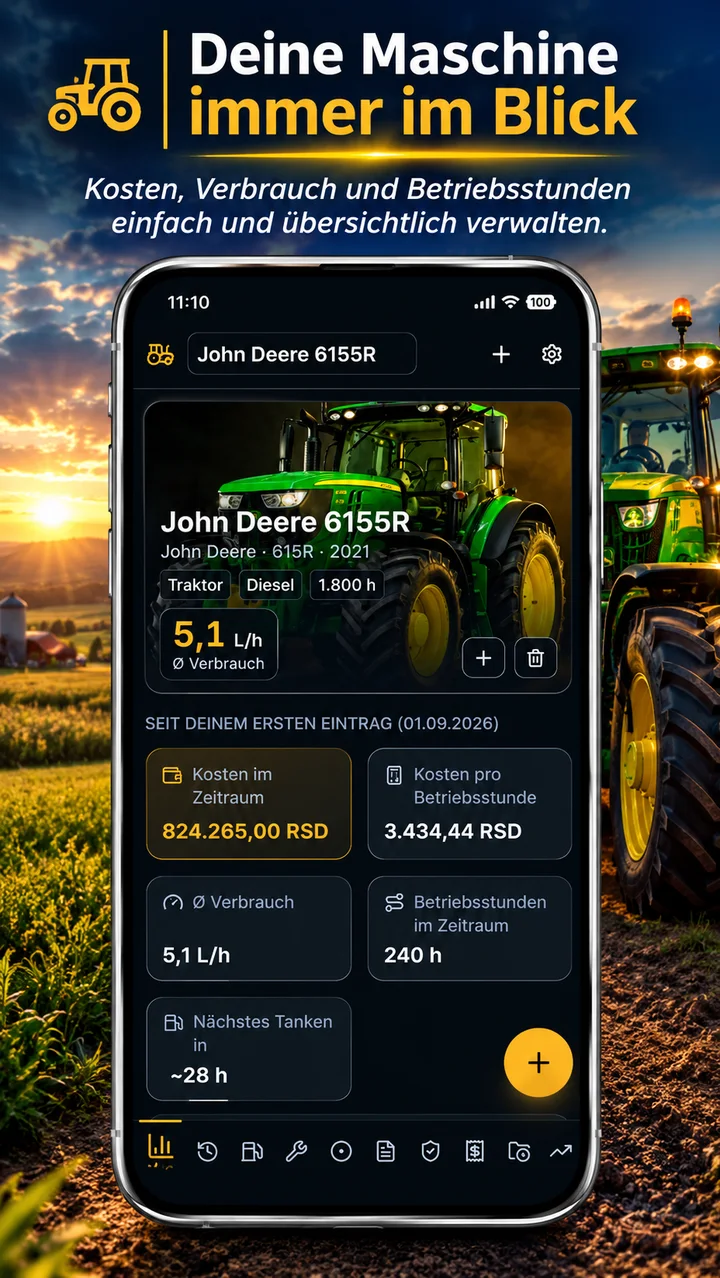 Deine Maschine
immer im Blick
Kosten, Verbrauch und Betriebsstunden
einfach und übersichtlich verwalten.
11:10
100
John Deere 6155R
John Deere 6155R
John Deere · 615R · 2021
Traktor Diesel 1.800 h
5,1 L/h
Ø Verbrauch
SEIT DEINEM ERSTEN EINTRAG (01.09.2026)
Kosten im
Zeitraum
824.265,00 RSD
Kosten pro
Betriebsstunde
3.434,44 RSD
Ø Verbrauch
5,1 L/h
Betriebsstunden
im Zeitraum
240 h
Nächstes Tanken
in
~28 h